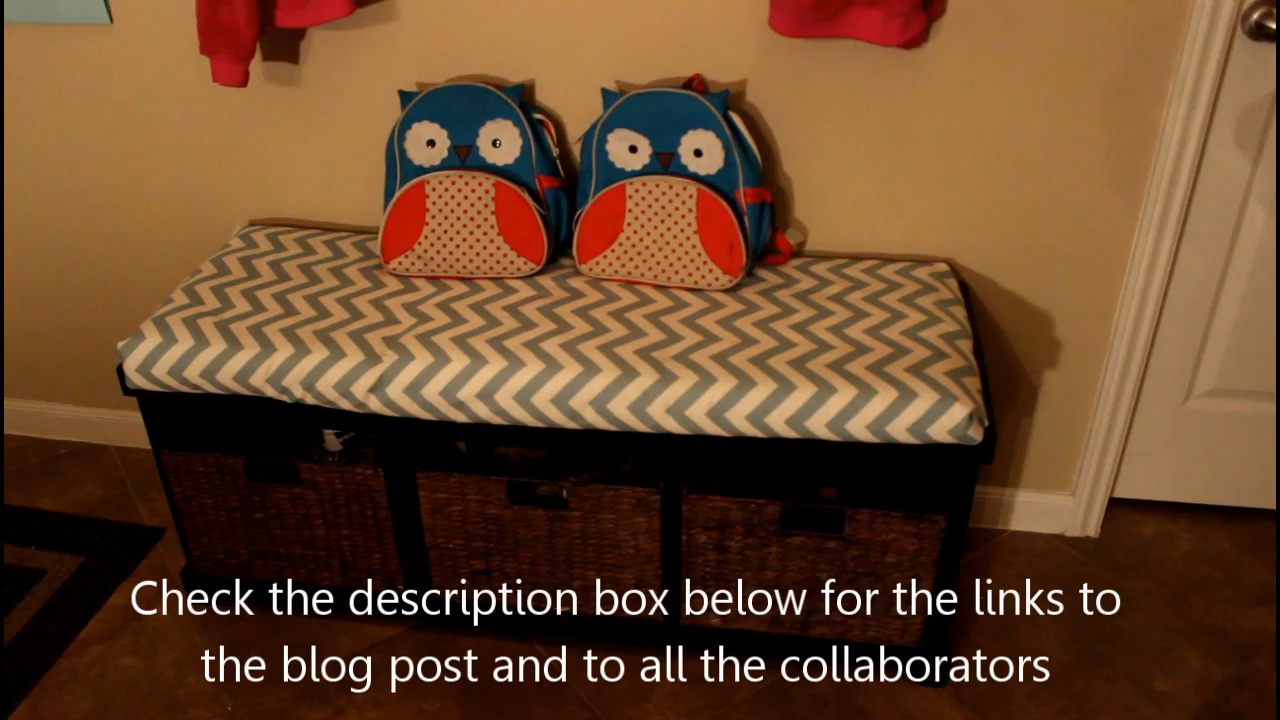 Check the description box below for the links to
the blog post and to all the collaborators